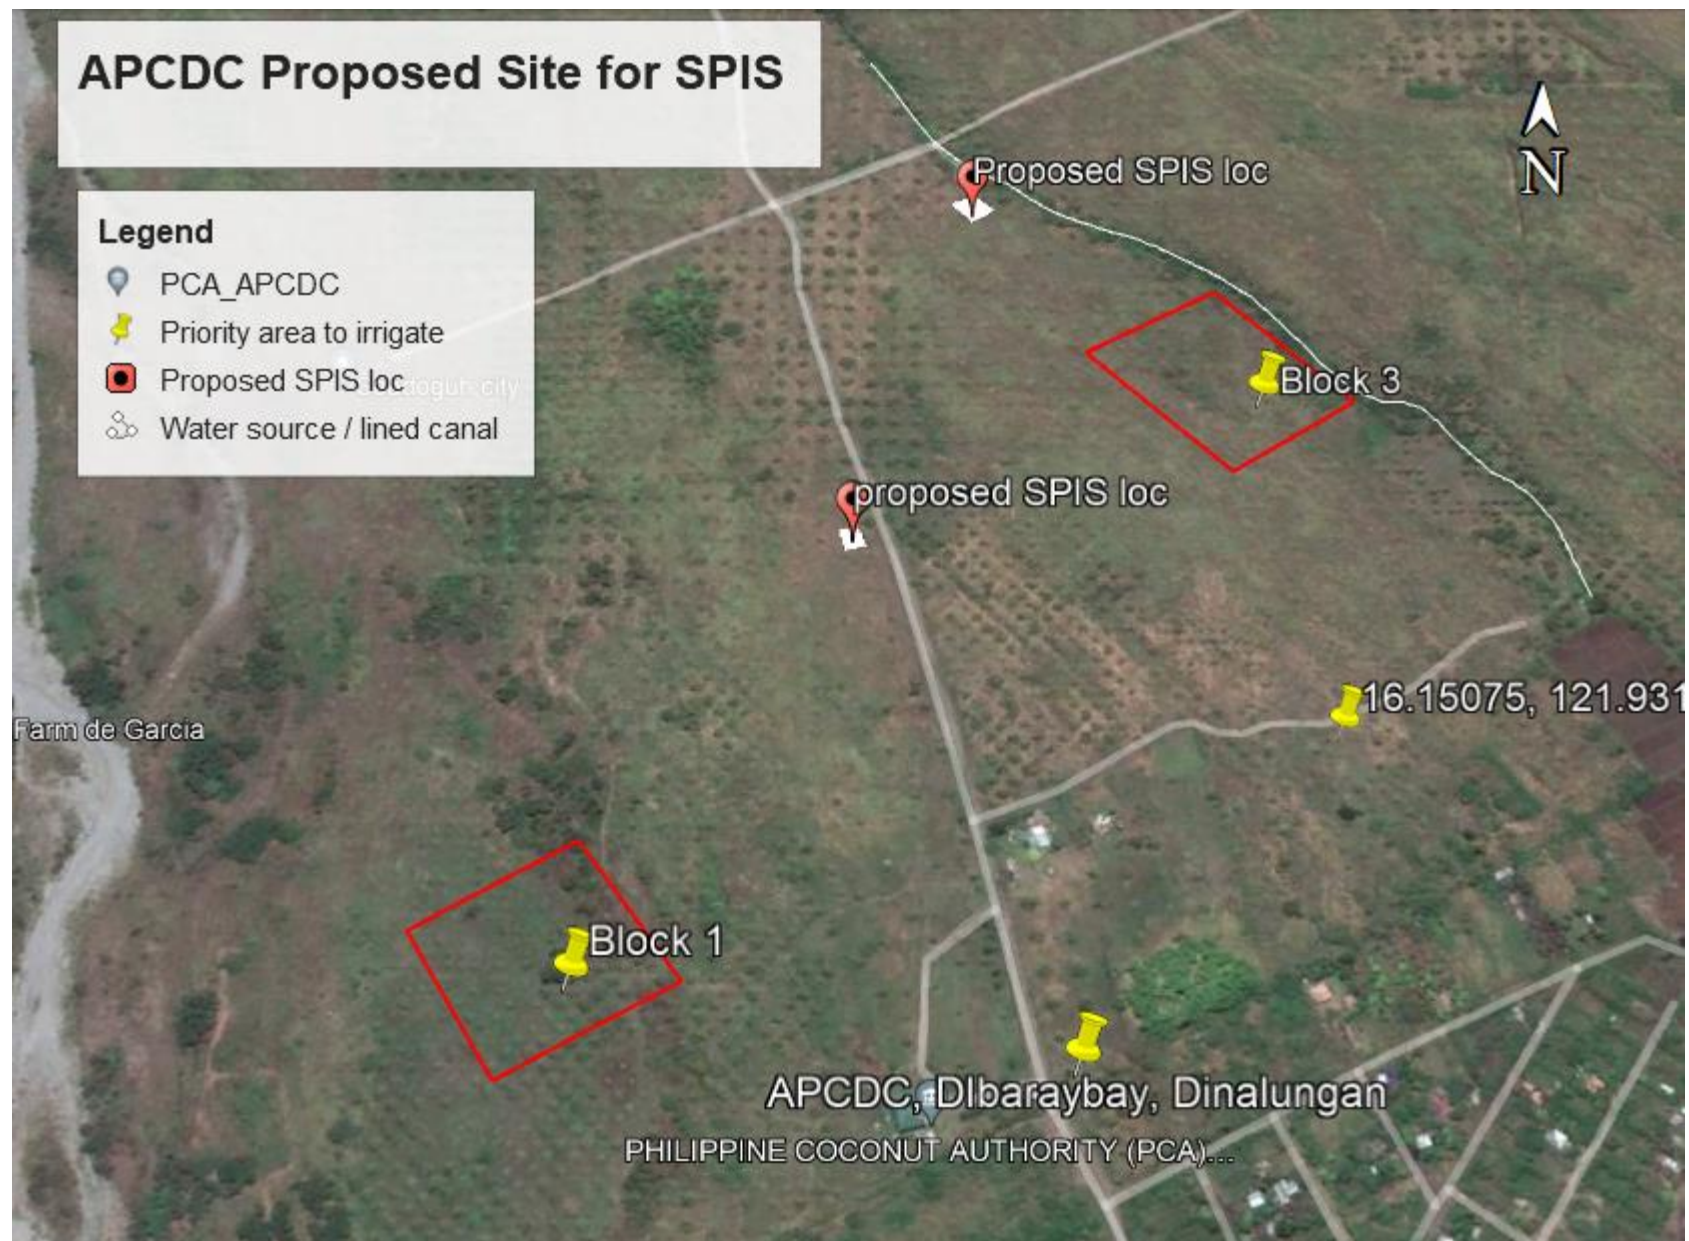 APCDC Proposed Site for SPIS
N
Legend
PCA_APCDC
Priority area to irrigate
Proposed SPIS loc
Water source / lined canal
Proposed SPIS loc
Block 3
proposed SPIS loc
16.15075, 121.931
Farm de Garcia
Block 1
APCDC, DIbaraybay, Dinalungan
PHILIPPINE COCONUT AUTHORITY (PCA)...